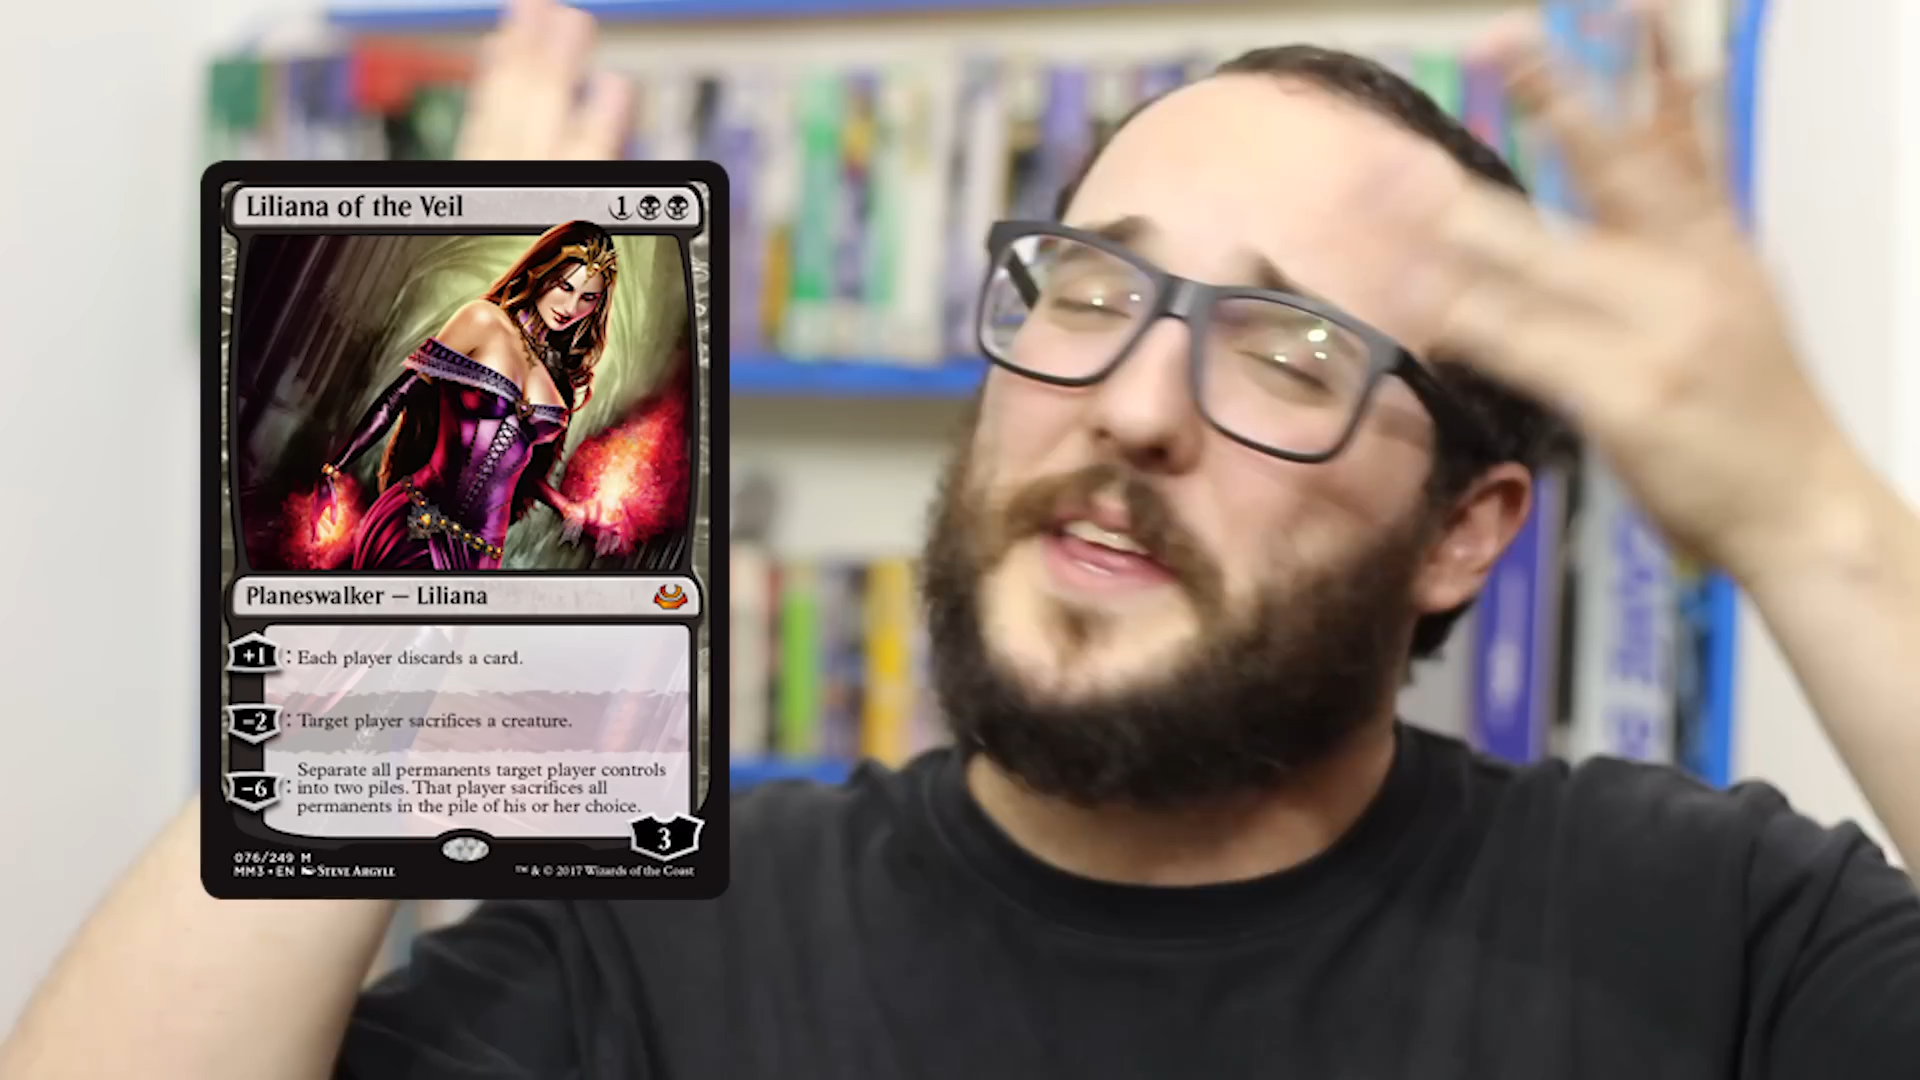 Liliana of the Veil 1
Planeswalker — Liliana
+1 : Each player discards a card.
−2 : Target player sacrifices a creature.
Separate all permanents target player controls
−6 : into two piles. That player sacrifices all
permanents in the pile of his or her choice.
3
076/249 M
MM3 • EN Steve Argyle ™ & © 2017 Wizards of the Coast